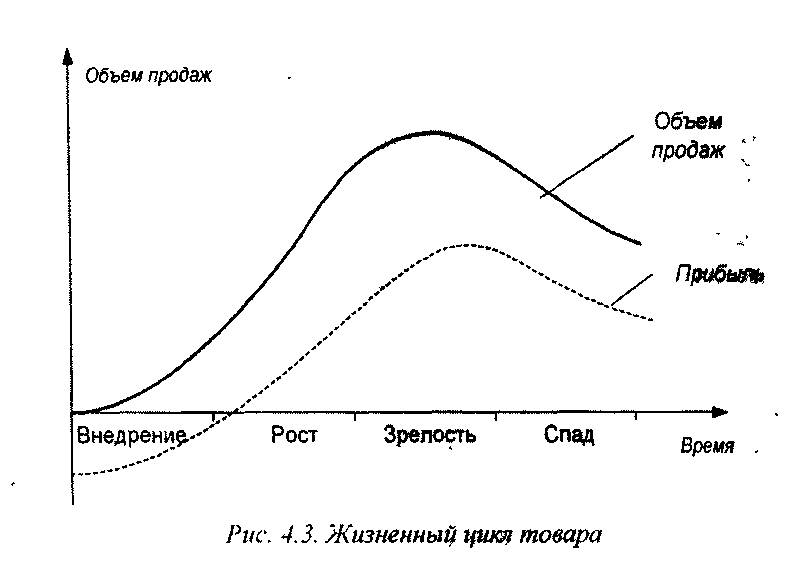 Объем продаж
Объем
продаж
Прибыль
Внедрение Рост Зрелость Спад
Время
Рис. 4.3. Жизненный цикл товара